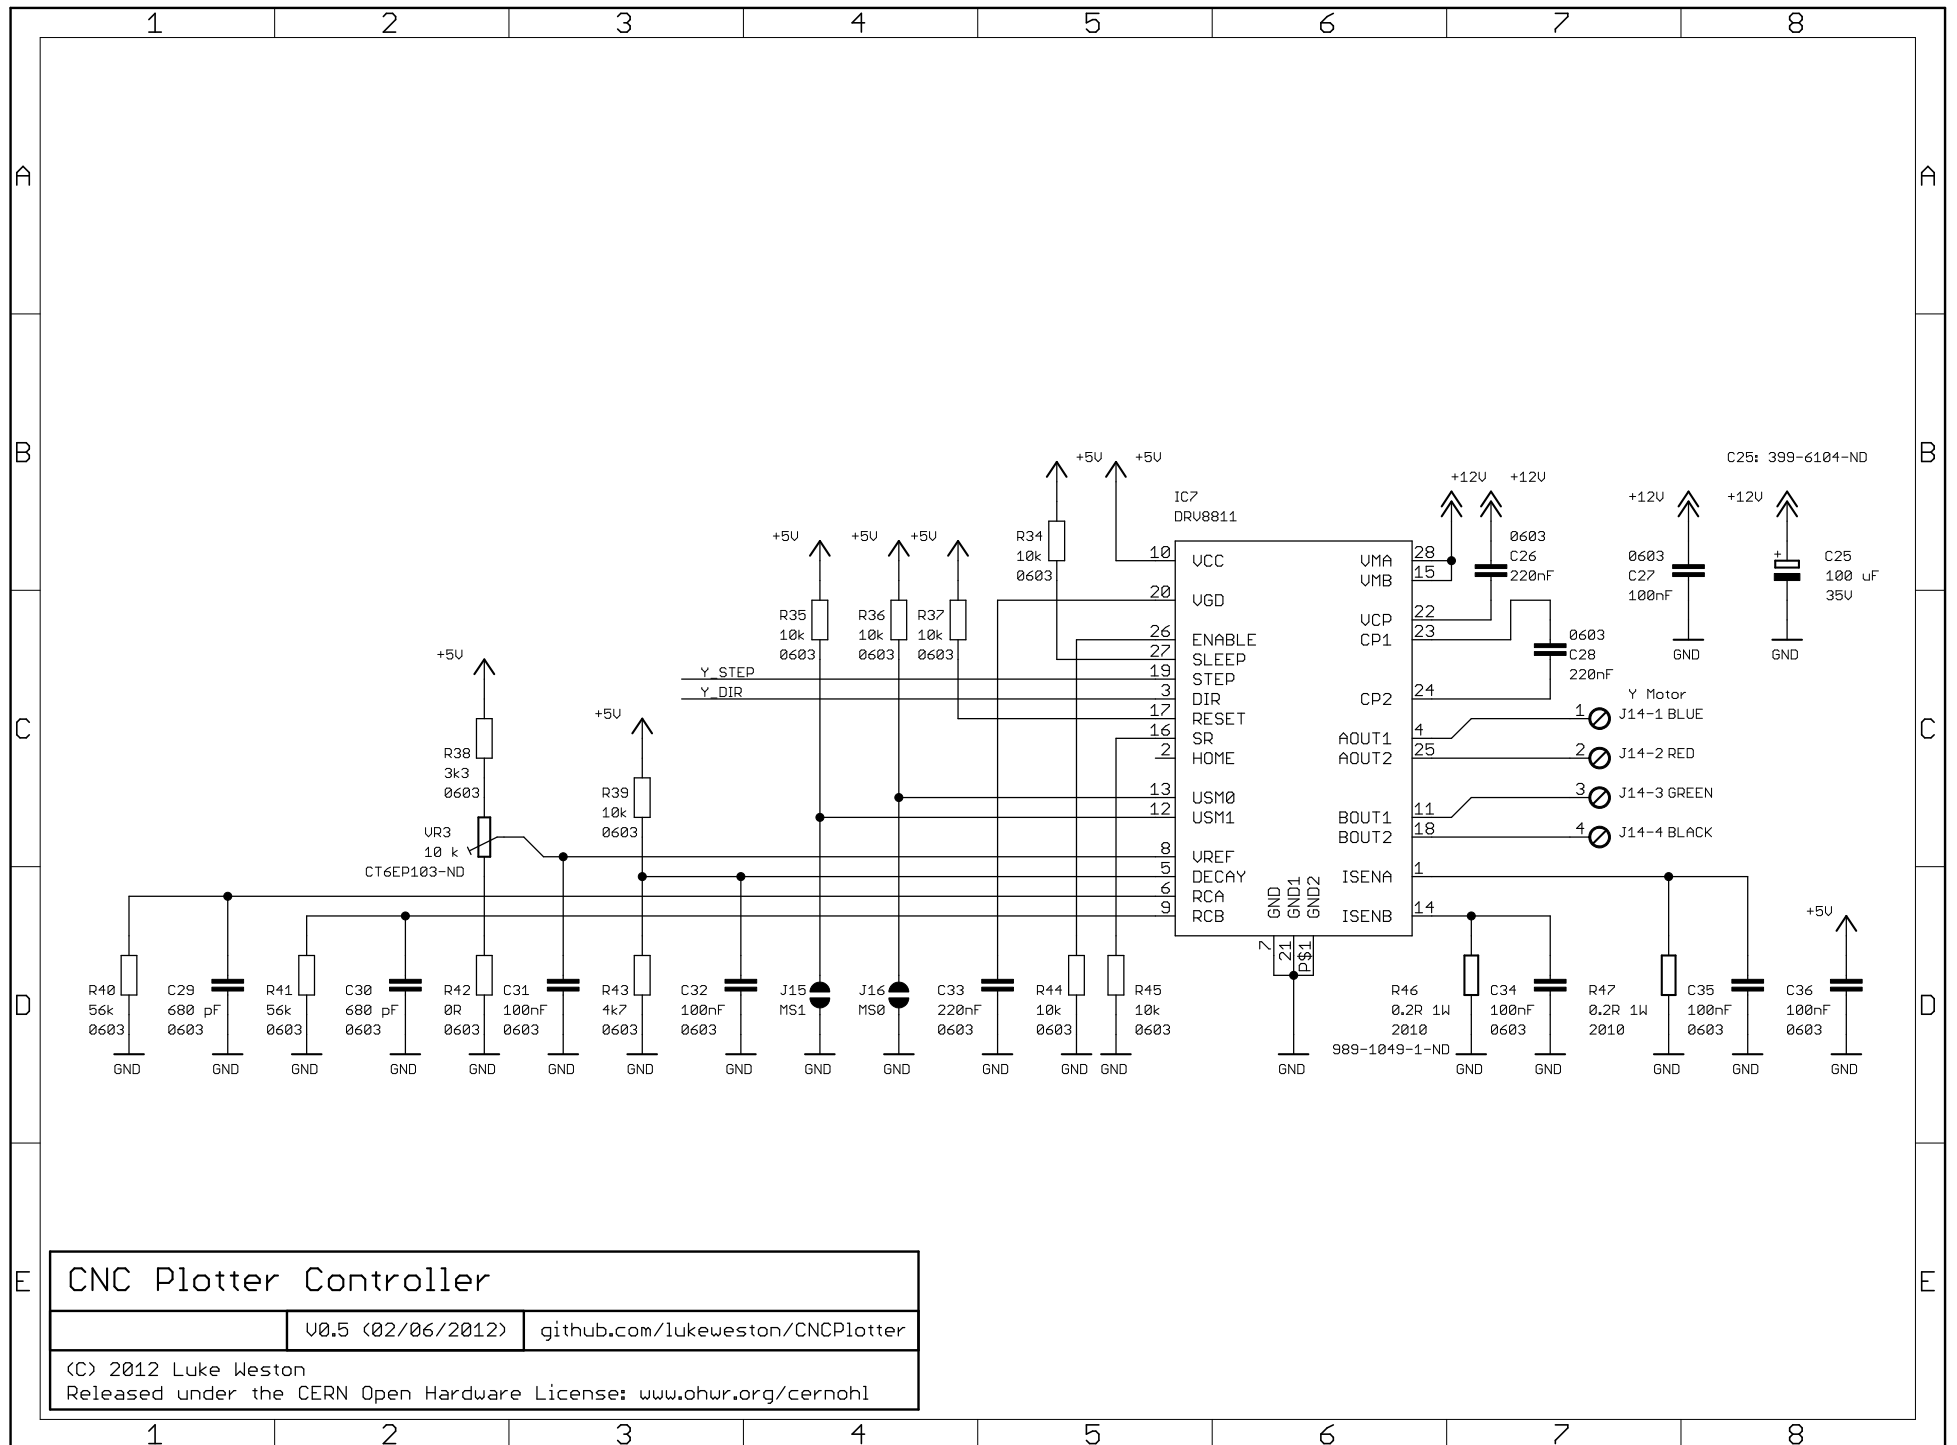 1 2 3 4 5 6 7 8
A A
B B
C C
D D
E E
C25: 399-6104-ND
+5V +5V
+12V +12V
+12V +12V
IC7
DRV8811
+5V +5V +5V
R34
10k
0603
0603
C26
220nF
0603
C27
100nF
C25
100 uF
35V
+
GND GND
R35
10k
0603
R36
10k
0603
R37
10k
0603
10 VCC
20 VGD
26 ENABLE
27 SLEEP
19 STEP
3 DIR
17 RESET
16 SR
2 HOME
13 USM0
12 USM1
8 VREF
5 DECAY
6 RCA
9 RCB
VMA 28
VMB 15
VCP 22
CP1 23
CP2 24
AOUT1 4
AOUT2 25
BOUT1 11
BOUT2 18
ISENA 1
ISENB 14
GND GND1 GND2
7 21 P$1
GND
Y_STEP
Y_DIR
0603
C28
220nF
Y Motor
1 J14-1 BLUE
2 J14-2 RED
3 J14-3 GREEN
4 J14-4 BLACK
+5V
R38
3k3
0603
+5V
R39
10k
0603
VR3
10 k
CT6EP103-ND
R40
56k
0603
C29
680 pF
0603
R41
56k
0603
C30
680 pF
0603
R42
0R
0603
C31
100nF
0603
R43
4k7
0603
C32
100nF
0603
J15
MS1
J16
MS0
C33
220nF
0603
R44
10k
0603
R45
10k
0603
R46
0.2R 1W
2010
989-1049-1-ND
C34
100nF
0603
R47
0.2R 1W
2010
C35
100nF
0603
+5V
C36
100nF
0603
GND GND GND GND GND GND GND GND GND GND GND GND GND GND GND GND GND GND
CNC Plotter Controller
V0.5 (02/06/2012) github.com/lukeweston/CNCPlotter
(C) 2012 Luke Weston
Released under the CERN Open Hardware License: www.ohwr.org/cernohl
1 2 3 4 5 6 7 8